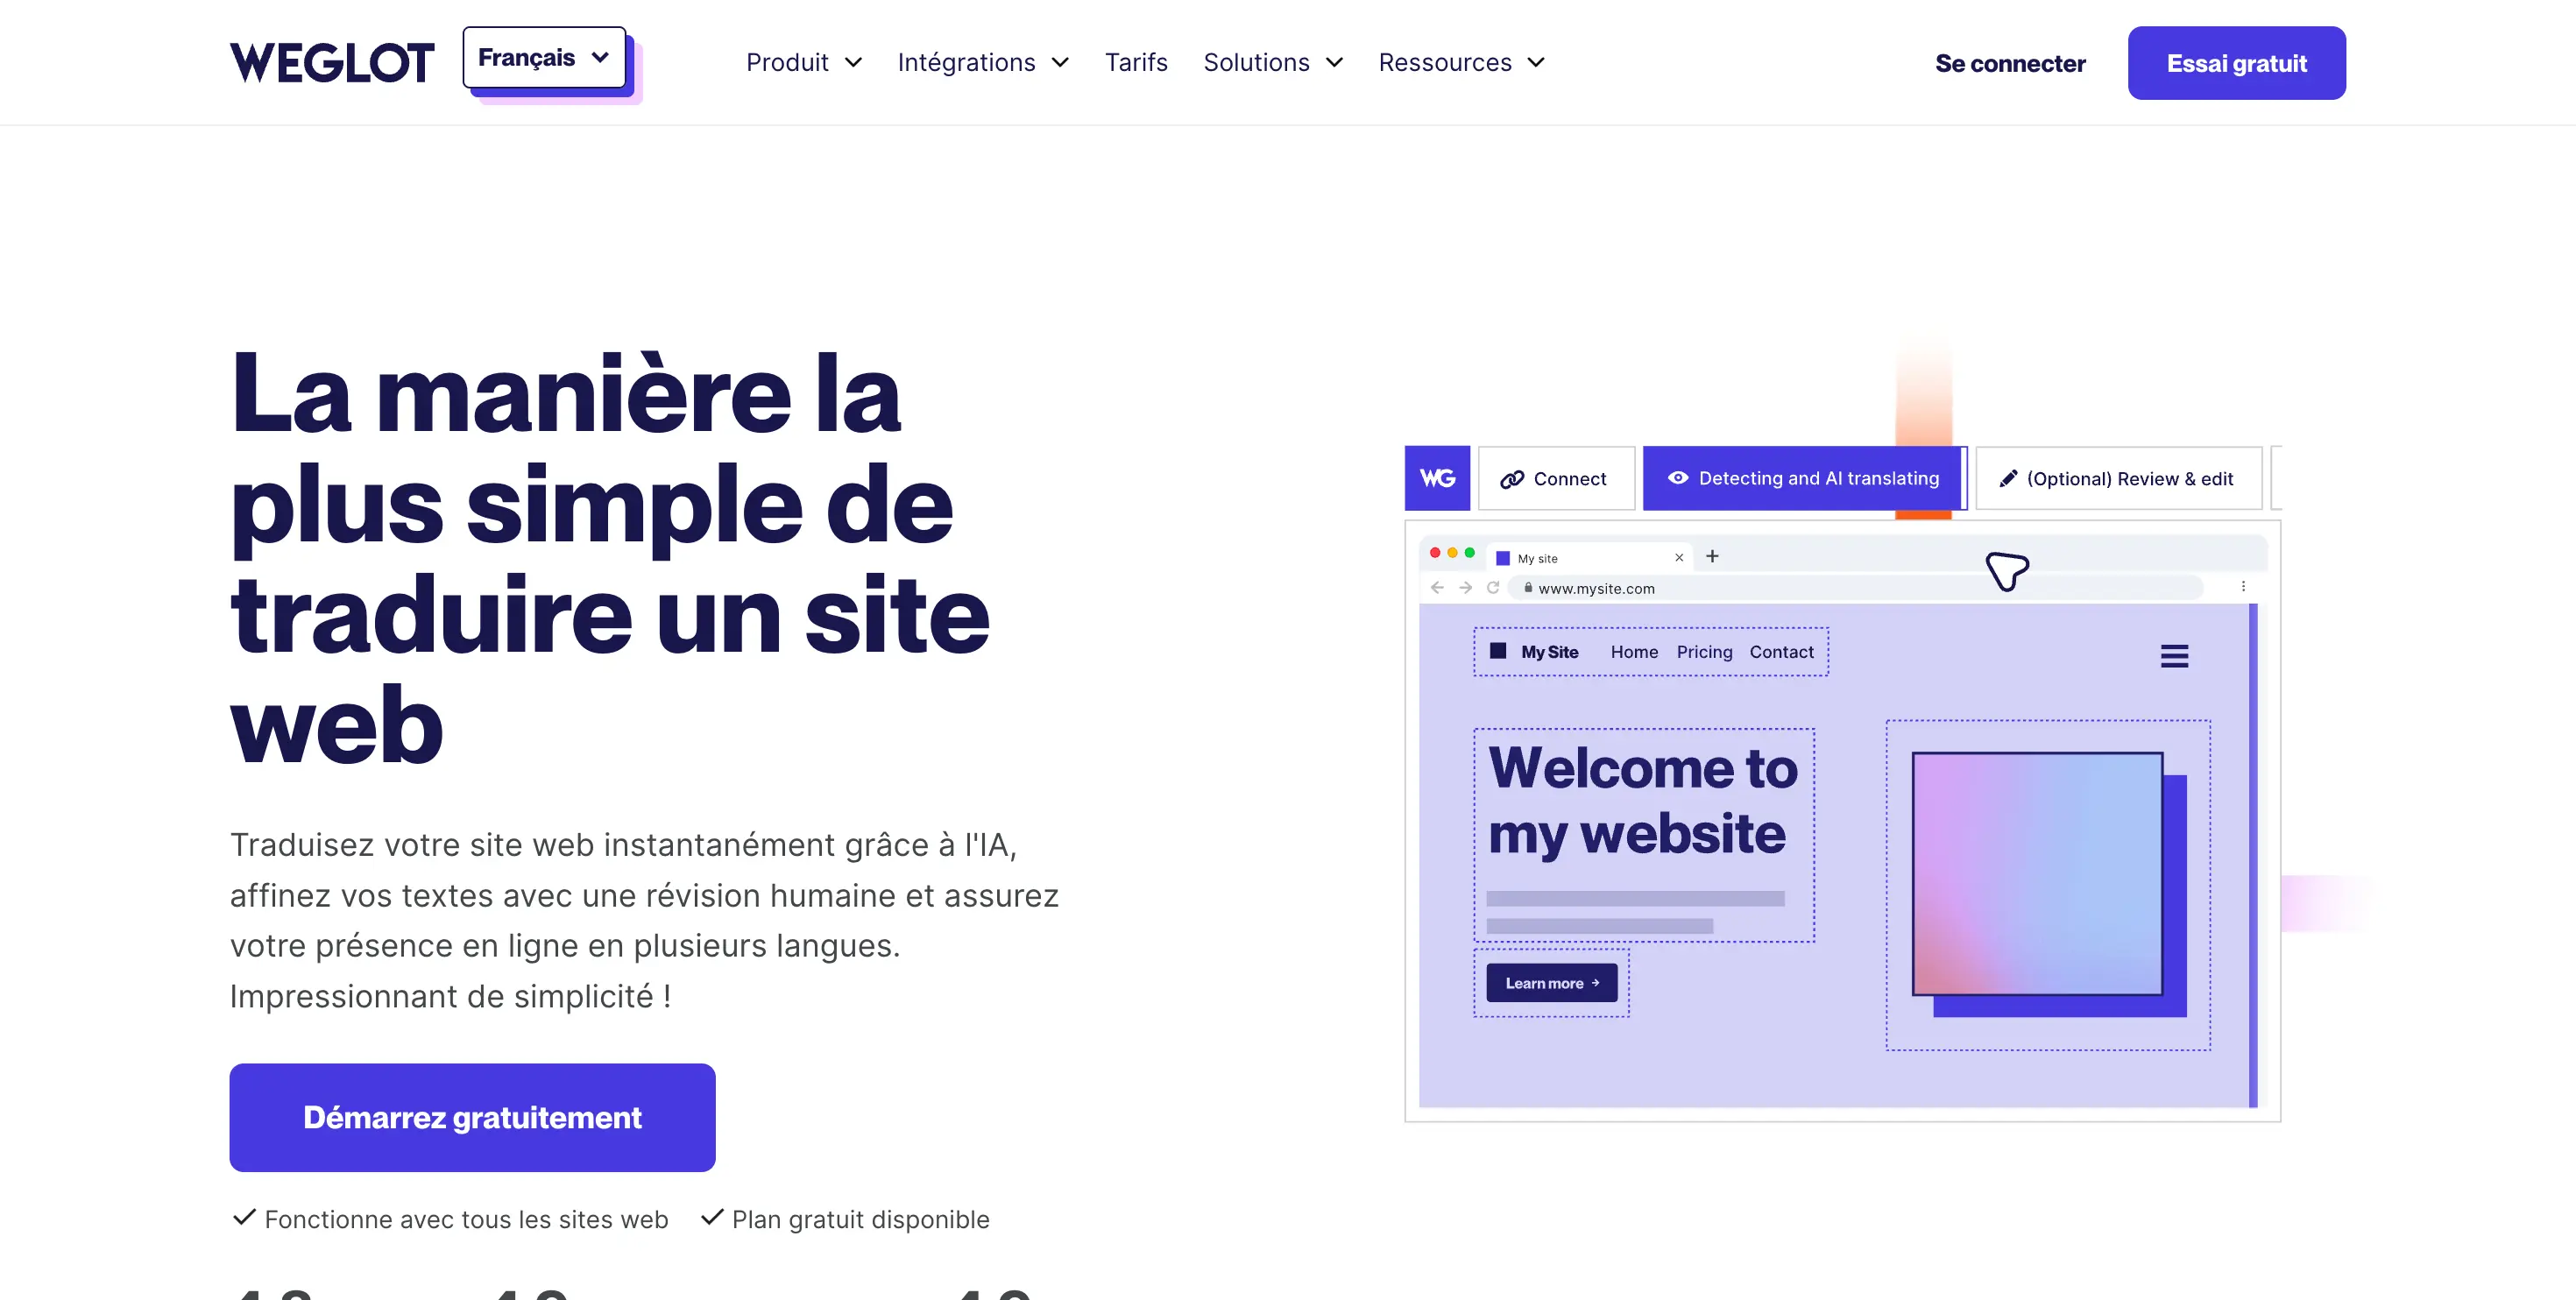 WEGLOT
Français
Produit
Intégrations
Tarifs
Solutions
Ressources
Se connecter
Essai gratuit
La manière la
plus simple de
traduire un site
web
Traduisez votre site web instantanément grâce à l'IA,
affinez vos textes avec une révision humaine et assurez
votre présence en ligne en plusieurs langues.
Impressionnant de simplicité !
Démarrez gratuitement
Fonctionne avec tous les sites web
Plan gratuit disponible
WG
Connect
Detecting and AI translating
(Optional) Review & edit
My site
www.mysite.com
My Site
Home
Pricing
Contact
Welcome to
my website
Learn more